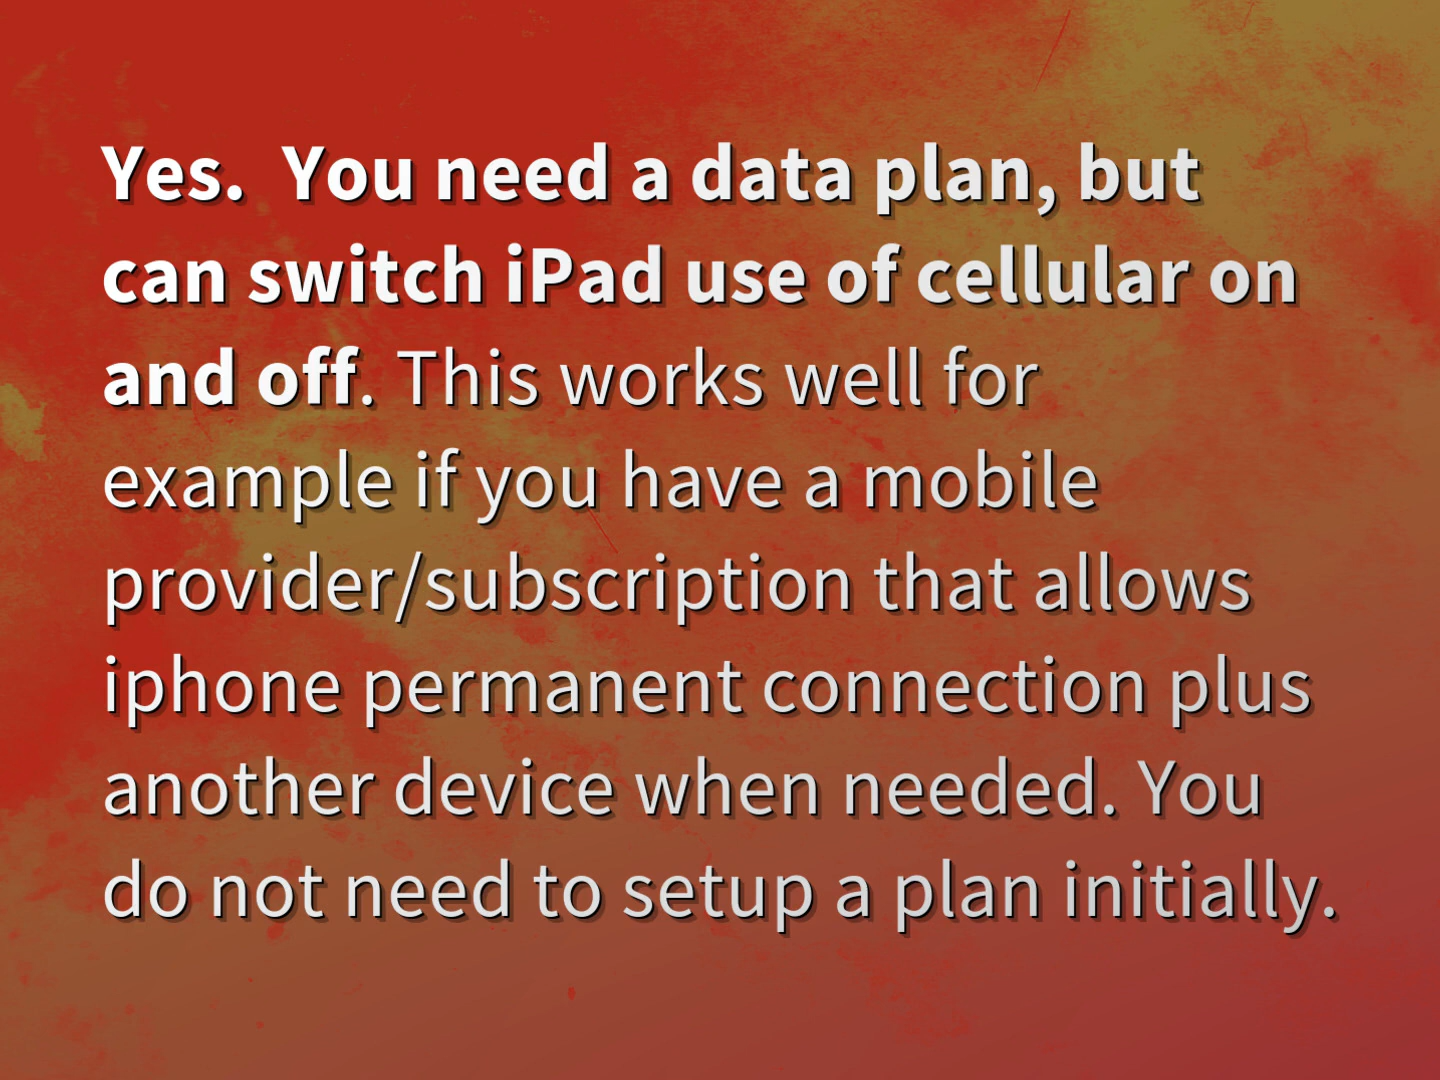 Yes.  You need a data plan, but
can switch iPad use of cellular on
and off. This works well for
example if you have a mobile
provider/subscription that allows
iphone permanent connection plus
another device when needed. You
do not need to setup a plan initially.